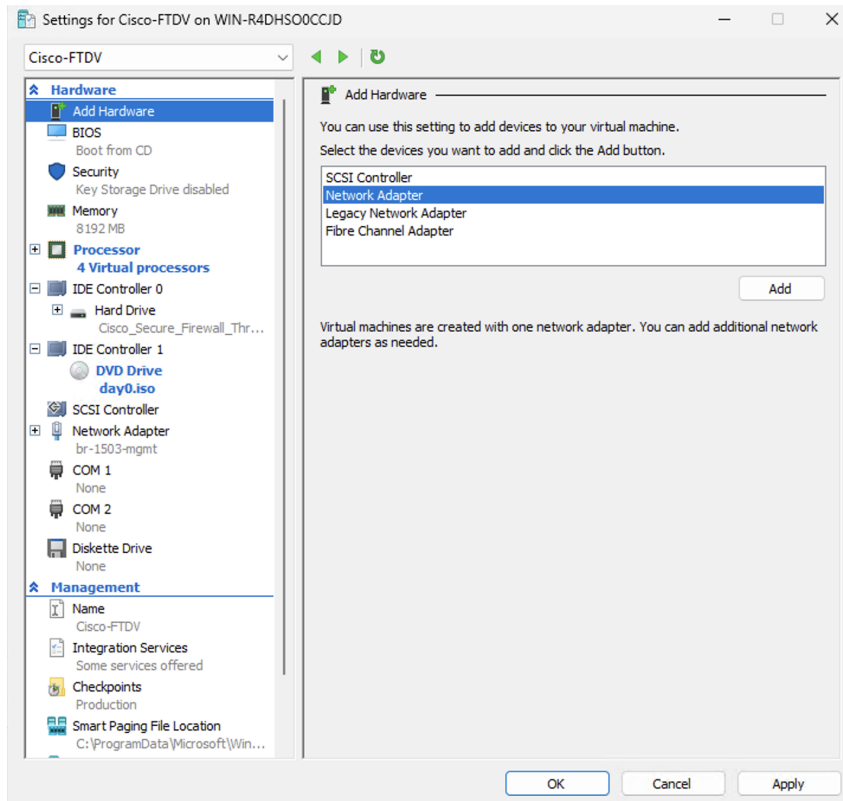 Settings for Cisco-FTDV on WIN-R4DHSO0CCJD
Cisco-FTDV
Hardware
Add Hardware
BIOS
Boot from CD
Security
Key Storage Drive disabled
Memory
8192 MB
Processor
4 Virtual processors
IDE Controller 0
Hard Drive
Cisco_Secure_Firewall_Thr...
IDE Controller 1
DVD Drive
day0.iso
SCSI Controller
Network Adapter
br-1503-mgmt
COM 1
None
COM 2
None
Diskette Drive
None
Management
Name
Cisco-FTDV
Integration Services
Some services offered
Checkpoints
Production
Smart Paging File Location
C:\ProgramData\Microsoft\Win...
Add Hardware
You can use this setting to add devices to your virtual machine.
Select the devices you want to add and click the Add button.
SCSI Controller
Network Adapter
Legacy Network Adapter
Fibre Channel Adapter
Add
Virtual machines are created with one network adapter. You can add additional network
adapters as needed.
OK
Cancel
Apply